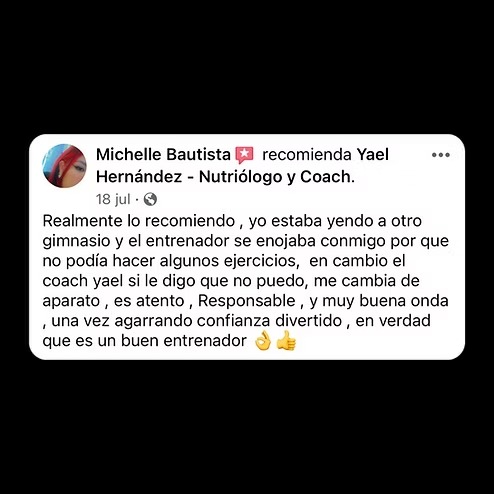 Michelle Bautista recomienda Yael
Hernández - Nutriólogo y Coach.
18 jul ·
Realmente lo recomiendo , yo estaba yendo a otro
gimnasio y el entrenador se enojaba conmigo por que
no podía hacer algunos ejercicios,  en cambio el
coach yael si le digo que no puedo, me cambia de
aparato , es atento , Responsable , y muy buena onda
, una vez agarrando confianza divertido , en verdad
que es un buen entrenador 👌👍